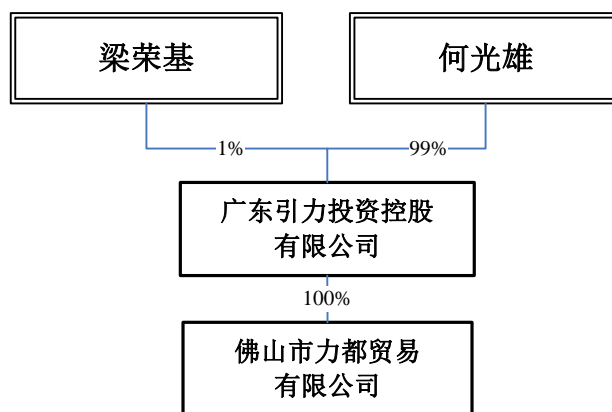 梁荣基
何光雄
1%
99%
广东引力投资控股
有限公司
100%
佛山市力都贸易
有限公司